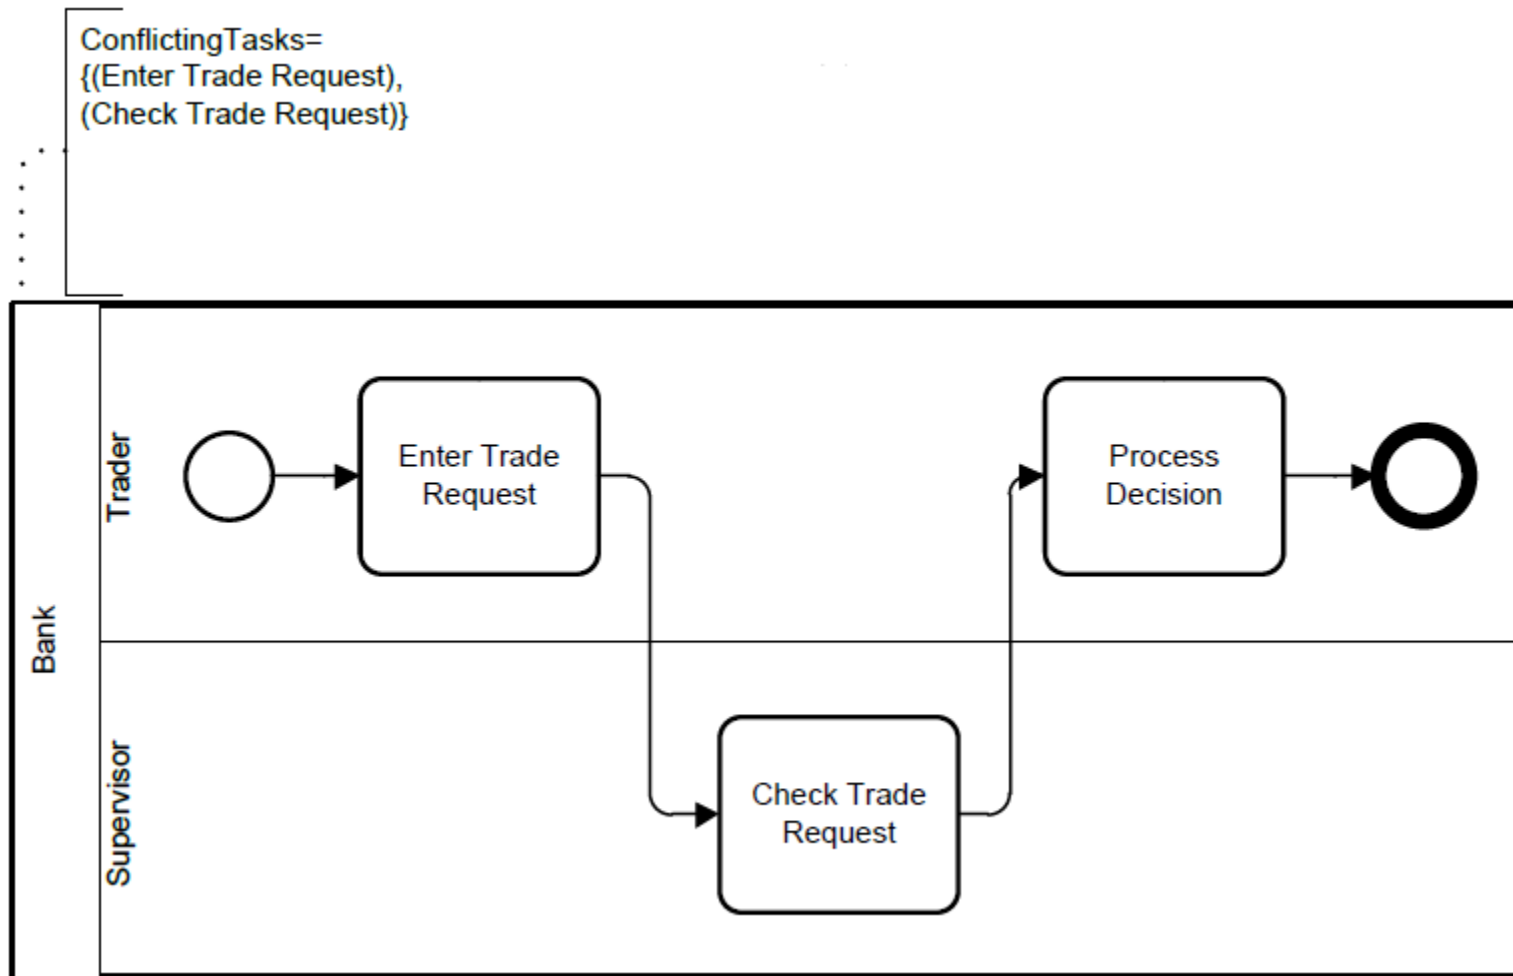 ConflictingTasks=
{(Enter Trade Request),
(Check Trade Request)}
Bank
Trader
Enter Trade
Request
Process
Decision
Supervisor
Check Trade
Request